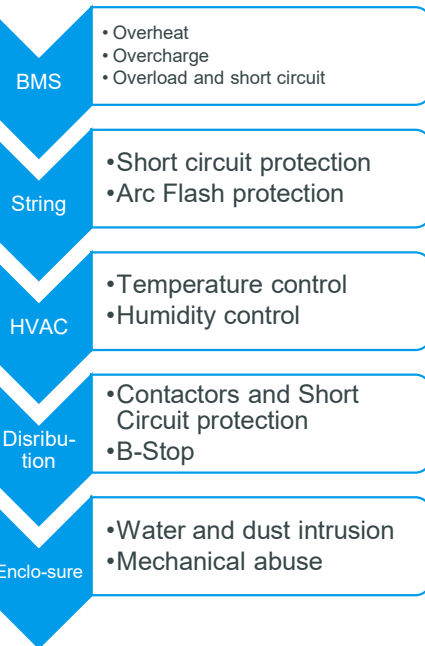 BMS
• Overheat
• Overcharge
• Overload and short circuit
String
•Short circuit protection
•Arc Flash protection
HVAC
•Temperature control
•Humidity control
Disribu-
tion
•Contactors and Short
Circuit protection
•B-Stop
Enclo-sure
•Water and dust intrusion
•Mechanical abuse